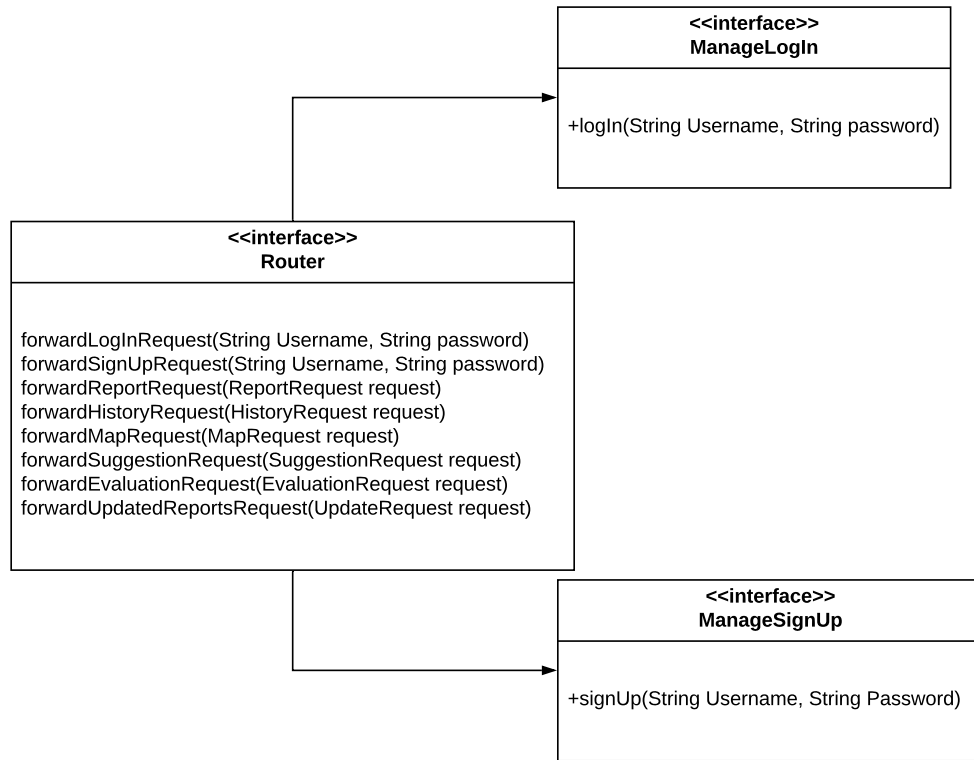 <<interface>>
ManageLogIn
+logIn(String Username, String password)
<<interface>>
Router
forwardLogInRequest(String Username, String password)
forwardSignUpRequest(String Username, String password)
forwardReportRequest(ReportRequest request)
forwardHistoryRequest(HistoryRequest request)
forwardMapRequest(MapRequest request)
forwardSuggestionRequest(SuggestionRequest request)
forwardEvaluationRequest(EvaluationRequest request)
forwardUpdatedReportsRequest(UpdateRequest request)
<<interface>>
ManageSignUp
+signUp(String Username, String Password)